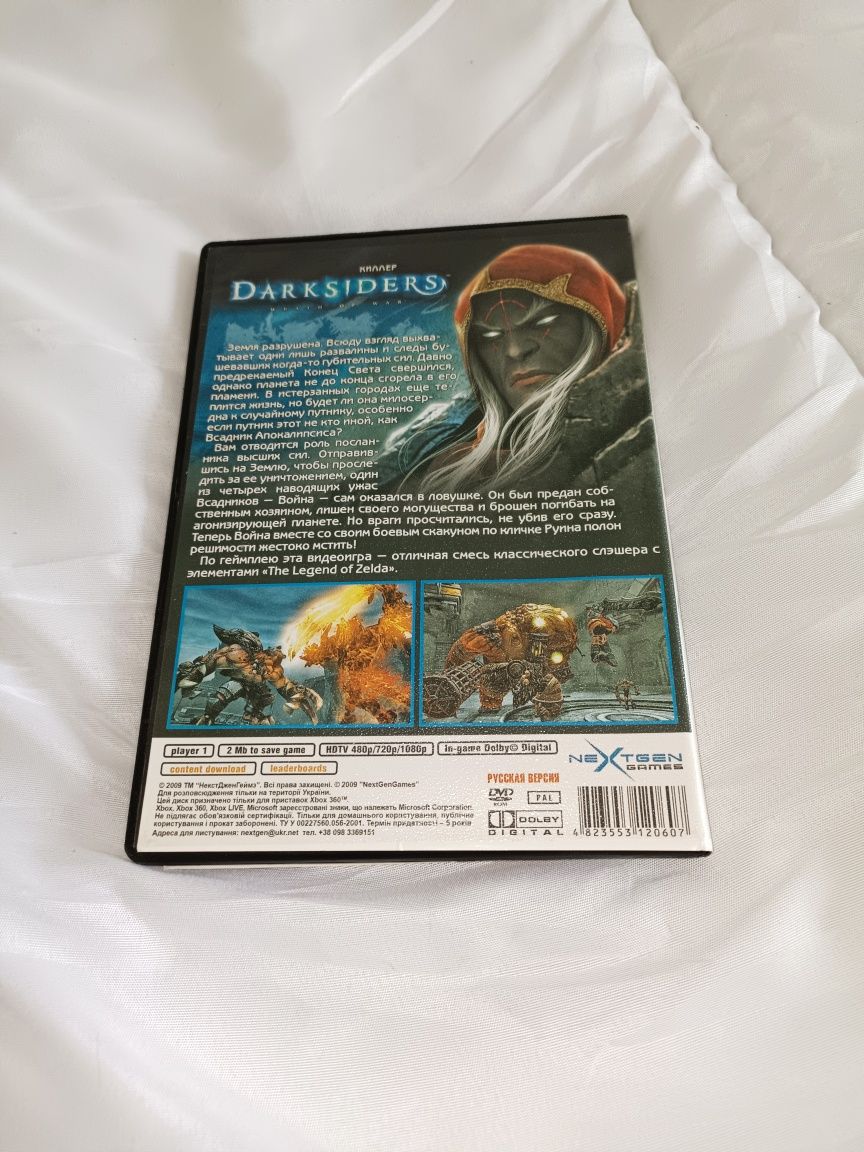 КИЛЛЕР
DARKSIDERS
WRATH OF WAR
Земля разрушена. Всюду взгляд выхва-
тывает одни лишь развалины и следы бу-
шевавших когда-то губительных сил. Давно
предрекаемый Конец Света свершился,
однако планета не до конца сгорела в его
пламени. В истерзанных городах еще те-
плится жизнь, но будет ли она милосер-
дна к случайному путнику, особенно
если путник этот не кто иной, как
Всадник Апокалипсиса?
Вам отводится роль послан-
ника высших сил. Отправив-
шись на Землю, чтобы просле-
дить за ее уничтожением, один
из четырех наводящих ужас
Всадников — Война — сам оказался в ловушке. Он был предан соб-
ственным хозяином, лишен своего могущества и брошен погибать на
агонизирующей планете. Но враги просчитались, не убив его сразу.
Теперь Война вместе со своим боевым скакуном по кличке Руина полон
решимости жестоко мстить!
По геймплею эта видеоигра — отличная смесь классического слэшера с
элементами «The Legend of Zelda».
player 1 2 Mb to save game HDTV 480p/720p/1080p in-game Dolby© Digital
content download leaderboards
NEXTGEN
GAMES
© 2009 ТМ "НекстДженГеймз". Всі права захищені. © 2009 "NextGenGames"
Для розповсюдження тільки на території України.
Цей диск призначено тільки для приставок Xbox 360™.
Xbox, Xbox 360, Xbox LIVE, Microsoft зареєстровані знаки, що належать Microsoft Corporation.
Не підлягає обов'язковій сертифікації. Тільки для домашнього користування, публічне
користування і прокат заборонені. ТУ У 00227560.056-2001. Термін придатності - 5 років
Адреса для листування: nextgen@ukr.net тел. +38 098 3369151
РУССКАЯ ВЕРСИЯ
DVD PAL
DOLBY
DIGITAL
4 823553 120607